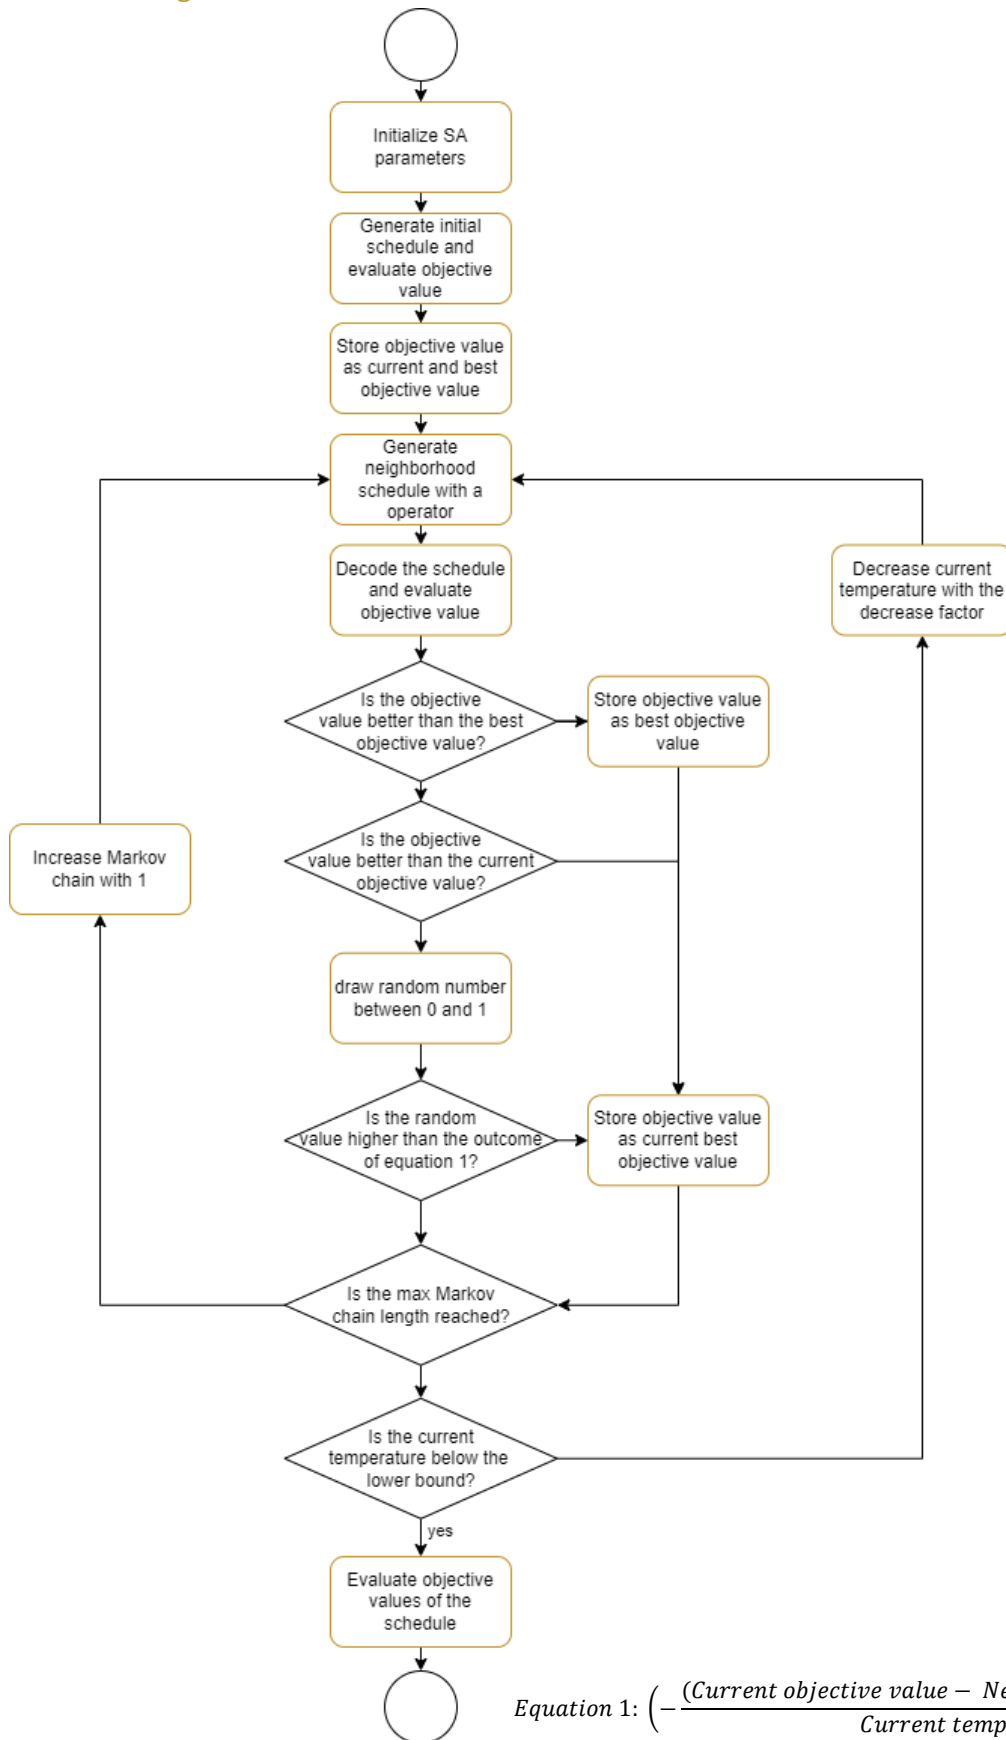 Initialize SA
parameters
Generate initial
schedule and
evaluate objective
value
Store objective value
as current and best
objective value
Generate
neighborhood
schedule with a
operator
Decode the schedule
and evaluate
objective value
Decrease current
temperature with the
decrease factor
Is the objective
value better than the best
objective value?
Store objective value
as best objective
value
Is the objective
value better than the current
objective value?
Increase Markov
chain with 1
draw random number
between 0 and 1
Is the random
value higher than the outcome
of equation 1?
Store objective value
as current best
objective value
Is the max Markov
chain length reached?
Is the current
temperature below the
lower bound?
yes
Evaluate objective
values of the
schedule
Equation 1: (− (Current objective value − Ne
Current temp